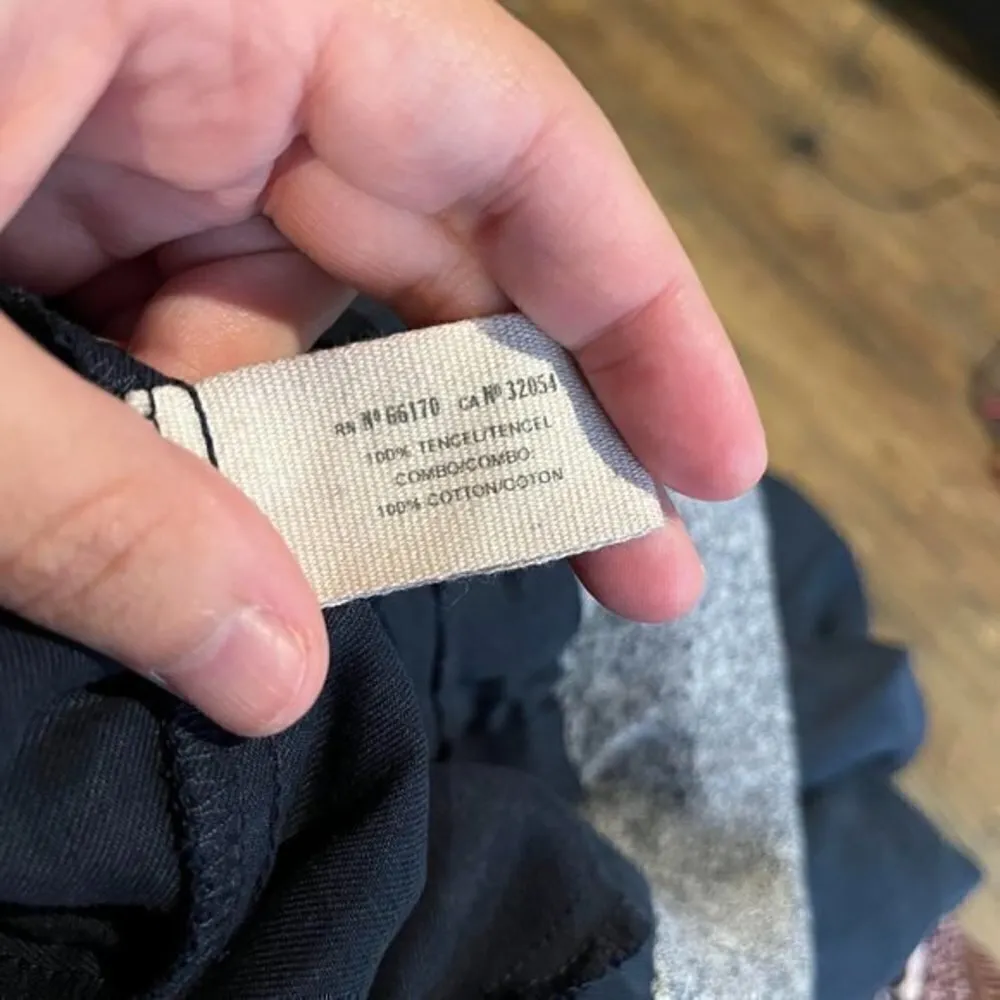 RN Nº 66170 CA Nº 32054
100% TENCEL/TENCEL
COMBO/COMBO
100% COTTON/COTON